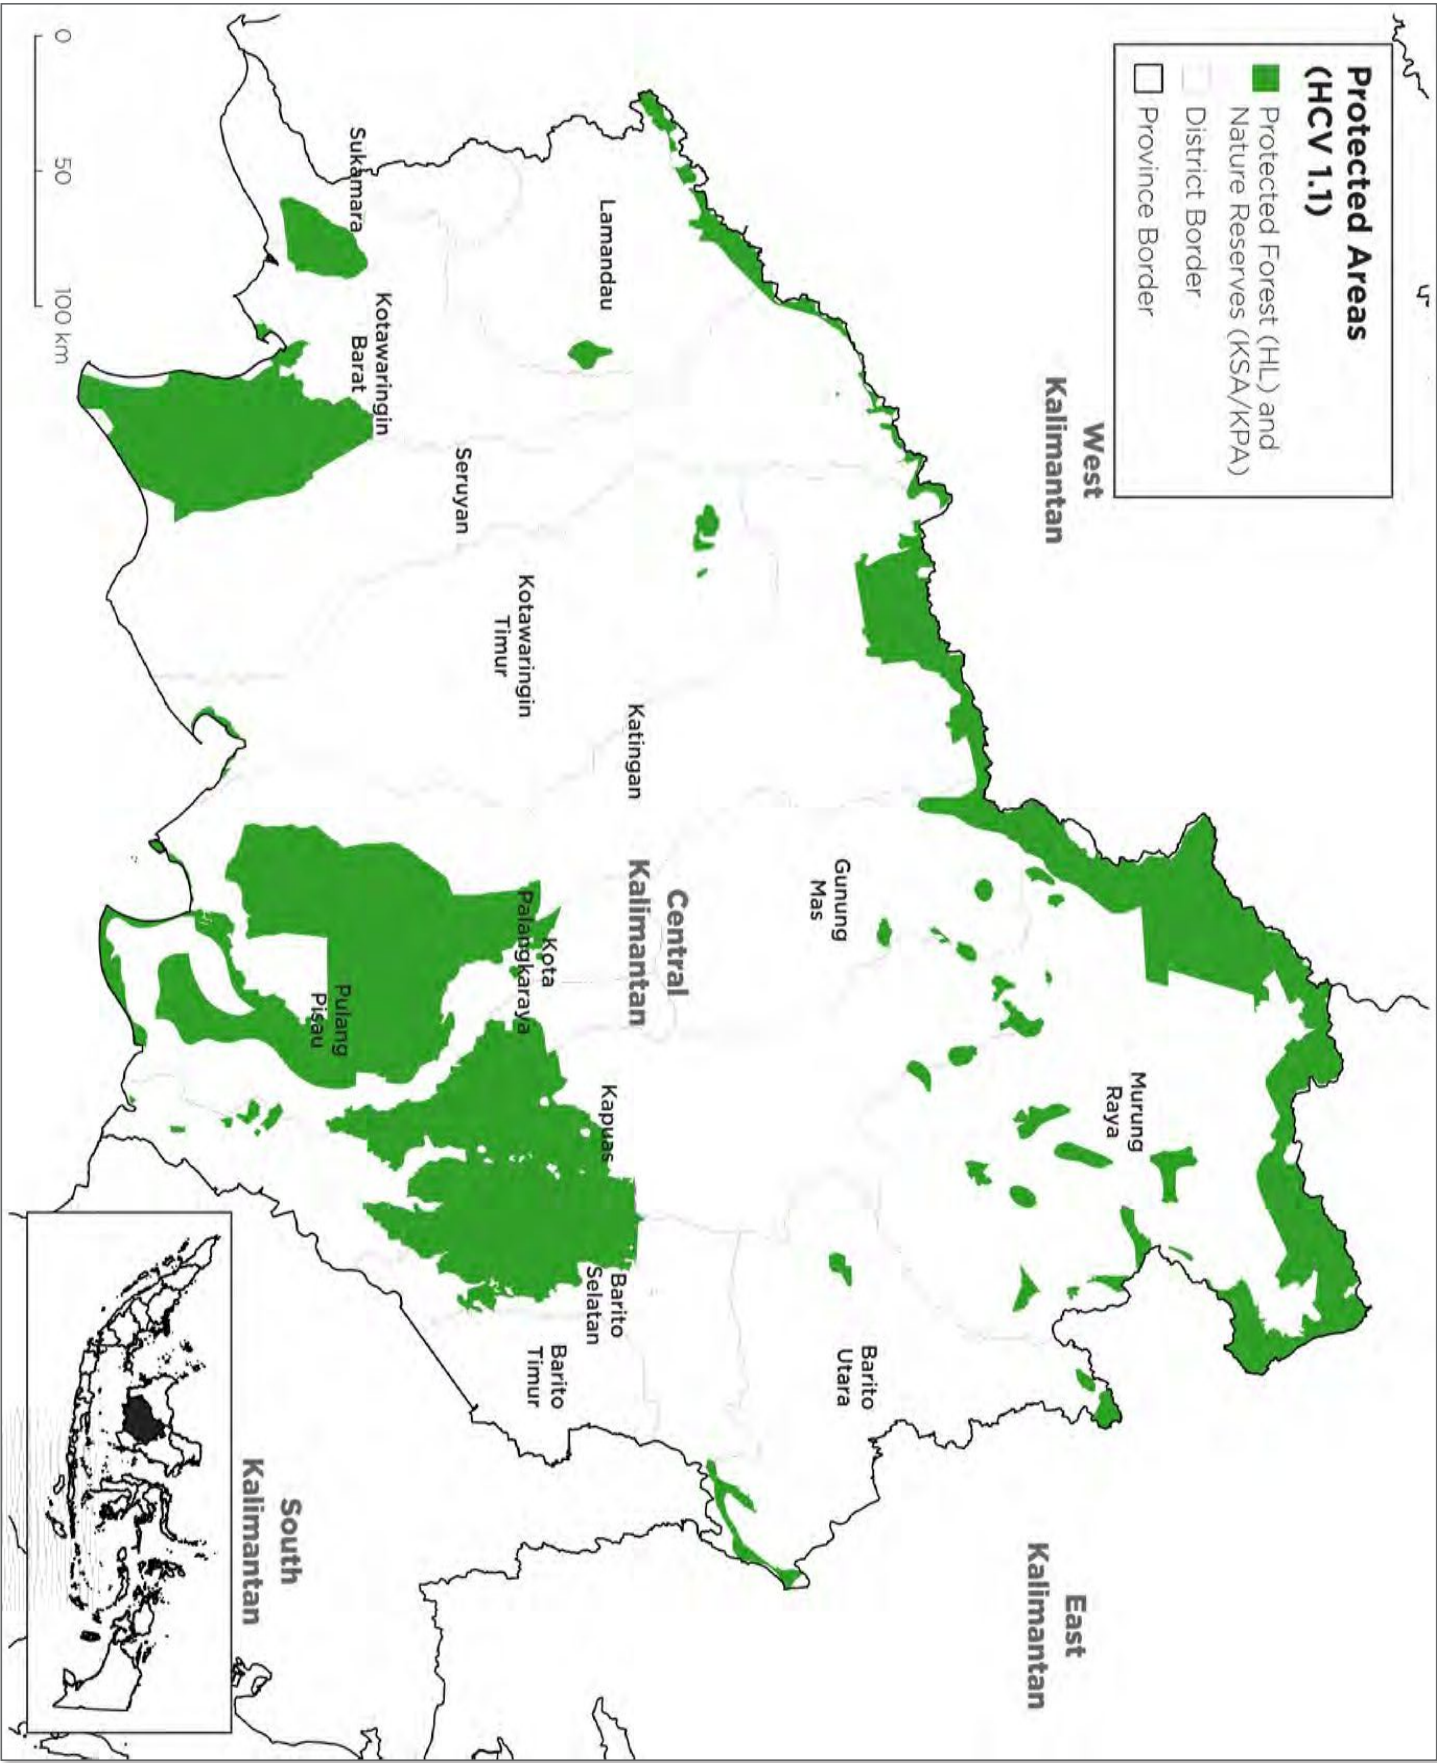 Protected Areas
(HCV 1.1)
Protected Forest (HL) and
Nature Reserves (KSA/KPA)
District Border
Province Border
West
Kalimantan
East
Kalimantan
Murung
Raya
Gunung
Mas
Barito
Utara
Central
Kalimantan
Lamandau
Katingan
Kapuas
Barito
Selatan
Kotawaringin
Timur
Kota
Palangkaraya
Barito
Timur
Seruyan
Sukamara
Kotawaringin
Barat
Pulang
Pisau
South
Kalimantan
0
50
100 km